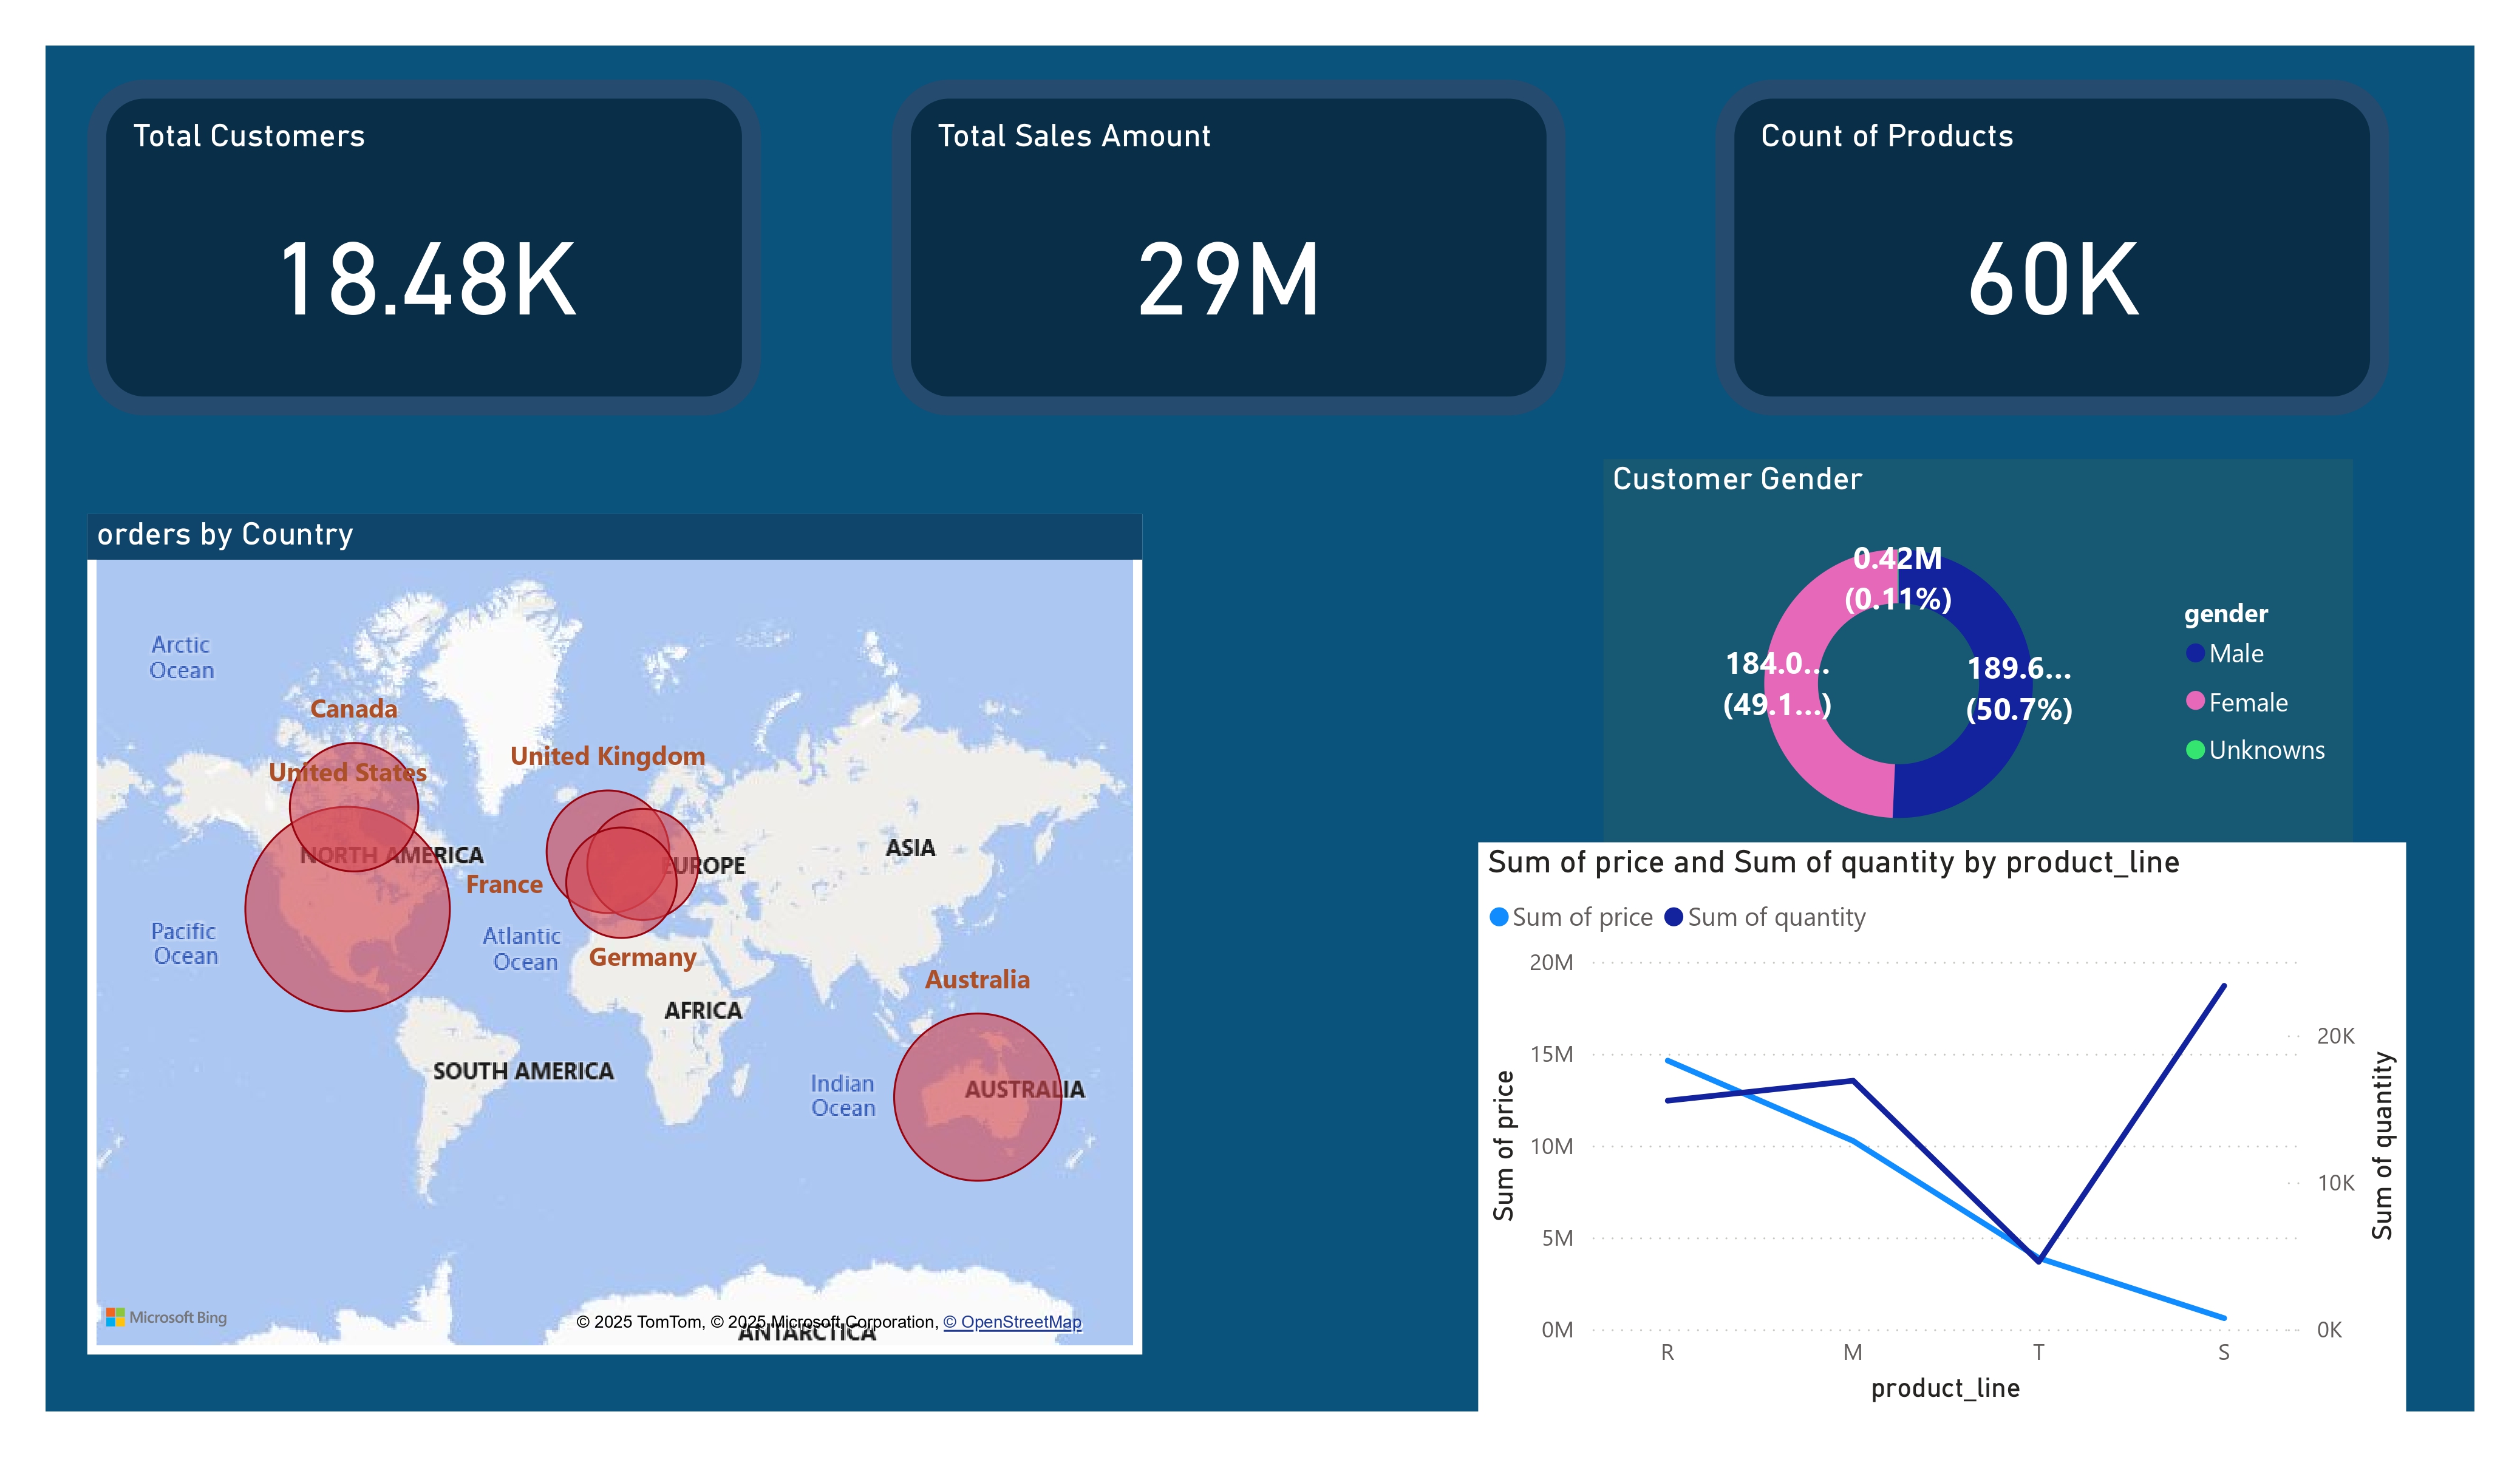 Total Customers
18.48K
Total Sales Amount
29M
Count of Products
60K
orders by Country
Arctic
Ocean
Canada
United States
United Kingdom
NORTH AMERICA
EUROPE
ASIA
France
Pacific
Ocean
Atlantic
Ocean
Germany
Australia
AFRICA
SOUTH AMERICA
Indian
Ocean
AUSTRALIA
Microsoft Bing
© 2025 TomTom, © 2025 Microsoft Corporation, © OpenStreetMap
ANTARCTICA
Customer Gender
0.42M
(0.11%)
184.0...
(49.1...)
189.6...
(50.7%)
gender
Male
Female
Unknowns
Sum of price and Sum of quantity by product_line
Sum of price
Sum of quantity
20M
15M
10M
5M
0M
Sum of price
20K
10K
0K
Sum of quantity
R
M
T
S
product_line